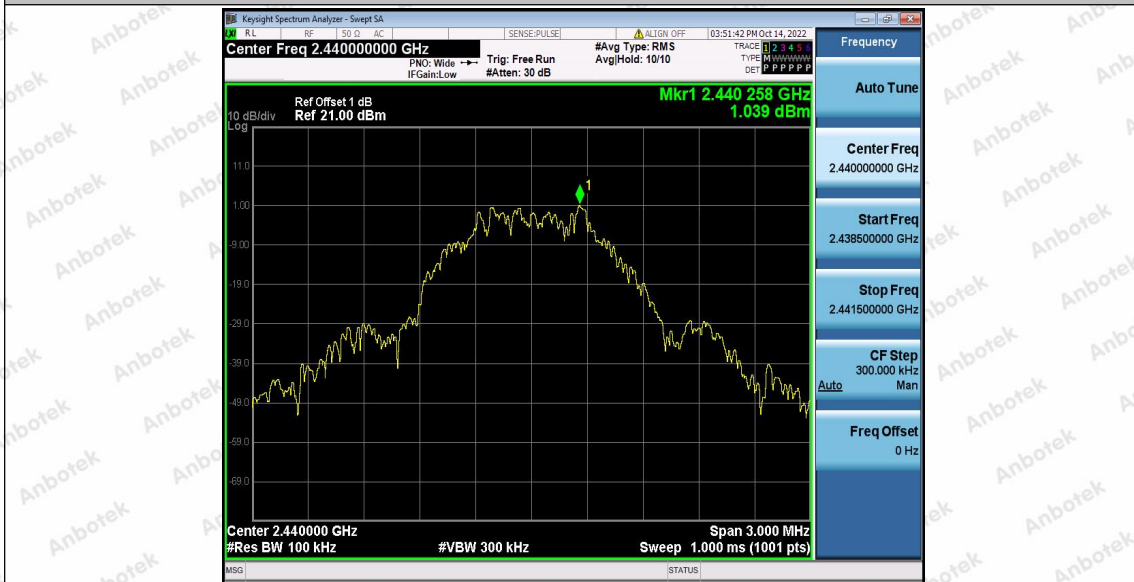 Keysight Spectrum Analyzer - Swept SA
RL RF 50 Ω AC SENSE:PULSE ALIGN OFF 03:51:42 PM Oct 14, 2022
Center Freq 2.440000000 GHz
PNO: Wide
IFGain:Low
Trig: Free Run
#Atten: 30 dB
#Avg Type: RMS
Avg|Hold: 10/10
TRACE 1 2 3 4 5 6
TYPE MWWWWW
DET P P P P P P
Mkr1 2.440 258 GHz
1.039 dBm
Ref Offset 1 dB
10 dB/div Ref 21.00 dBm
Log
11.0
1.00
-9.00
-19.0
-29.0
-39.0
-49.0
-59.0
-69.0
1
Center 2.440000 GHz Span 3.000 MHz
#Res BW 100 kHz #VBW 300 kHz Sweep 1.000 ms (1001 pts)
MSG STATUS
Frequency
Auto Tune
Center Freq
2.440000000 GHz
Start Freq
2.438500000 GHz
Stop Freq
2.441500000 GHz
CF Step
300.000 kHz
Auto Man
Freq Offset
0 Hz
Anbotek